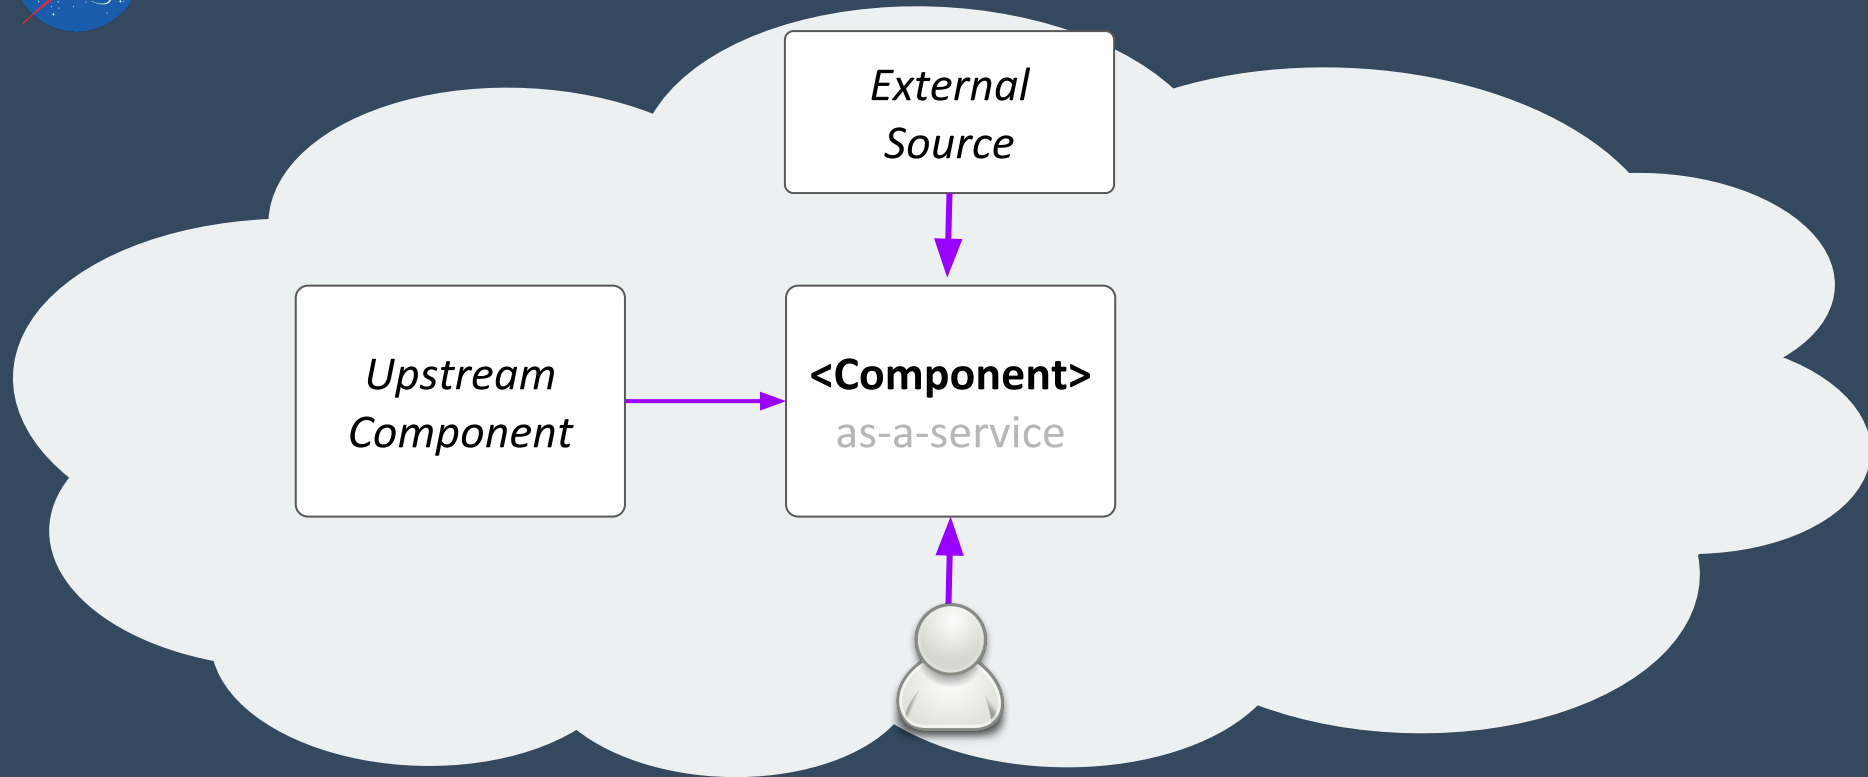 External
Source
Upstream
Component
<Component>
as-a-service